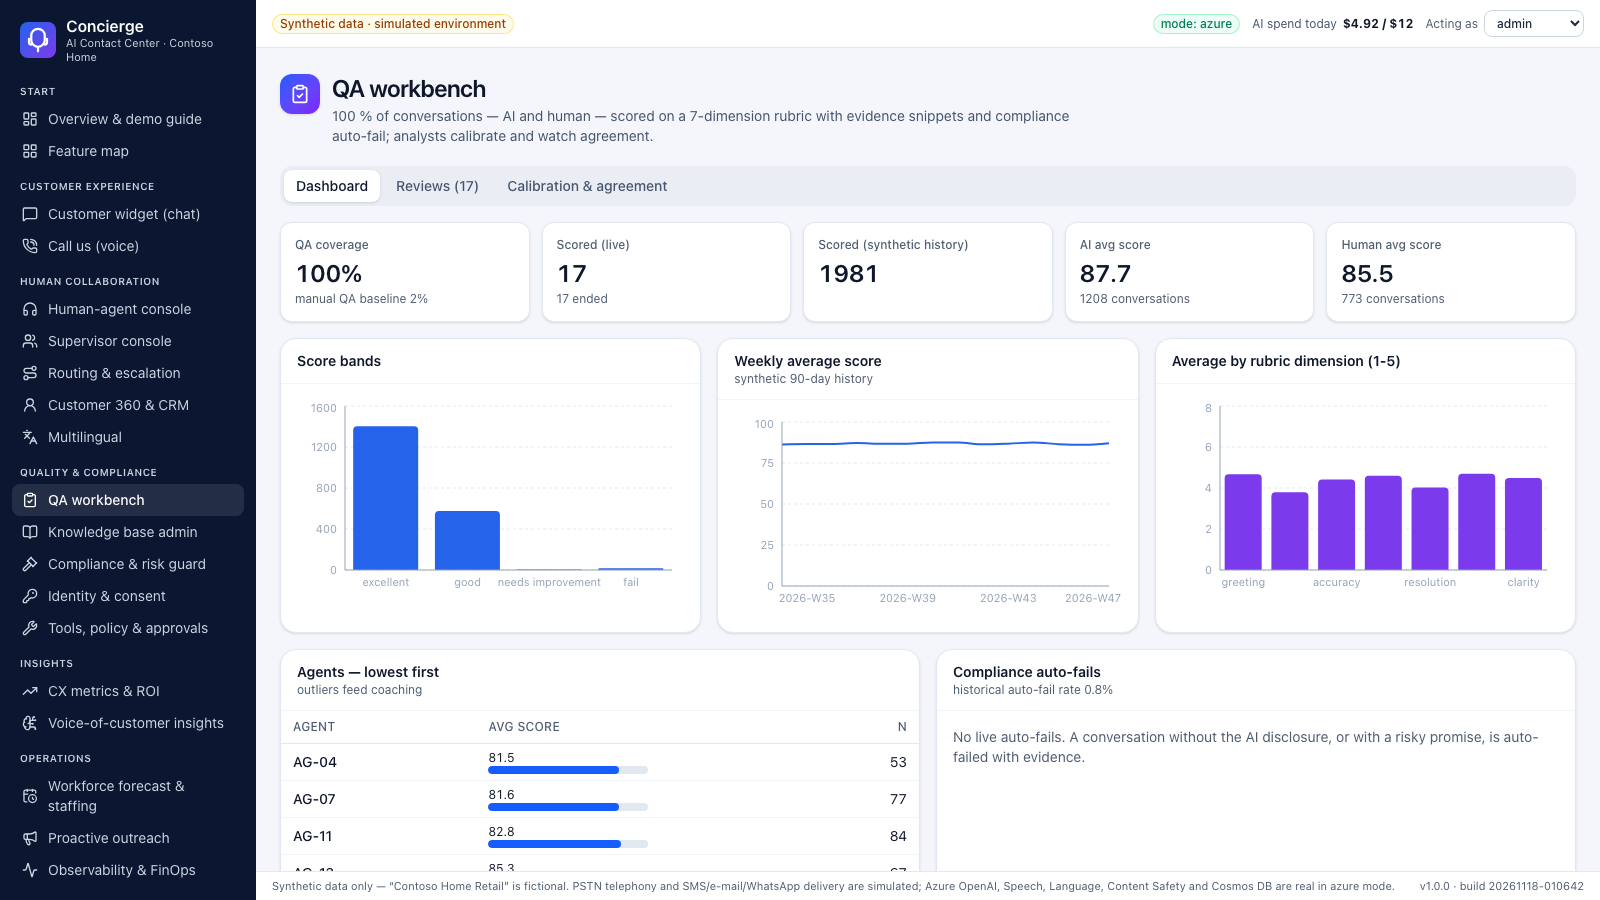 Concierge
AI Contact Center · Contoso
Home
START
Overview & demo guide
Feature map
CUSTOMER EXPERIENCE
Customer widget (chat)
Call us (voice)
HUMAN COLLABORATION
Human-agent console
Supervisor console
Routing & escalation
Customer 360 & CRM
Multilingual
QUALITY & COMPLIANCE
QA workbench
Knowledge base admin
Compliance & risk guard
Identity & consent
Tools, policy & approvals
INSIGHTS
CX metrics & ROI
Voice-of-customer insights
OPERATIONS
Workforce forecast &
staffing
Proactive outreach
Observability & FinOps
Synthetic data · simulated environment
mode: azure
AI spend today $4.92 / $12
Acting as
admin
QA workbench
100 % of conversations — AI and human — scored on a 7-dimension rubric with evidence snippets and compliance
auto-fail; analysts calibrate and watch agreement.
Dashboard
Reviews (17)
Calibration & agreement
QA coverage
100%
manual QA baseline 2%
Scored (live)
17
17 ended
Scored (synthetic history)
1981
AI avg score
87.7
1208 conversations
Human avg score
85.5
773 conversations
Score bands
1600
1200
800
400
0
excellent
good
needs improvement
fail
Weekly average score
synthetic 90-day history
100
75
50
25
0
2026-W35
2026-W39
2026-W43
2026-W47
Average by rubric dimension (1-5)
8
6
4
2
0
greeting
accuracy
resolution
clarity
Agents — lowest first
outliers feed coaching
AGENT AVG SCORE N
AG-04 81.5 53
AG-07 81.6 77
AG-11 82.8 84
85.3
Compliance auto-fails
historical auto-fail rate 0.8%
No live auto-fails. A conversation without the AI disclosure, or with a risky promise, is auto-
failed with evidence.
Synthetic data only — “Contoso Home Retail” is fictional. PSTN telephony and SMS/e-mail/WhatsApp delivery are simulated; Azure OpenAI, Speech, Language, Content Safety and Cosmos DB are real in azure mode.
v1.0.0 · build 20261118-010642